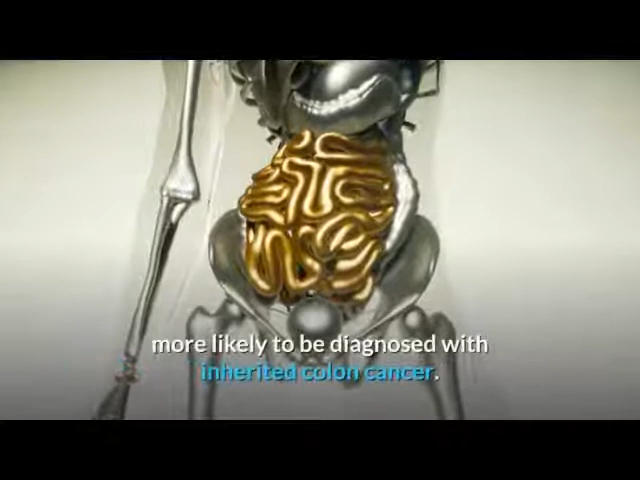 more likely to be diagnosed with
inherited colon cancer.